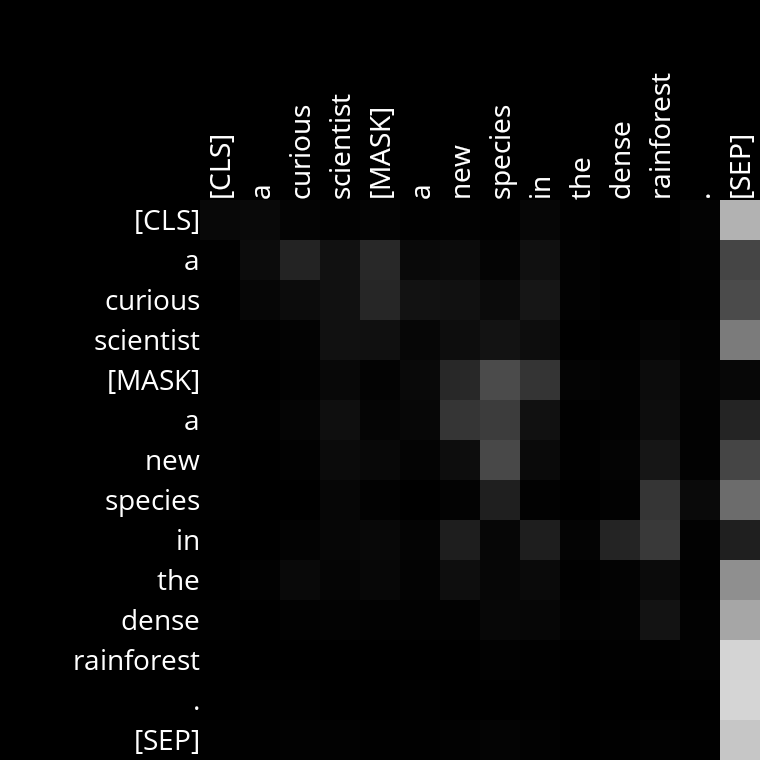 [CLS] a curious scientist [MASK] a new species in the dense rainforest . [SEP]
[CLS]
a
curious
scientist
[MASK]
a
new
species
in
the
dense
rainforest
.
[SEP]